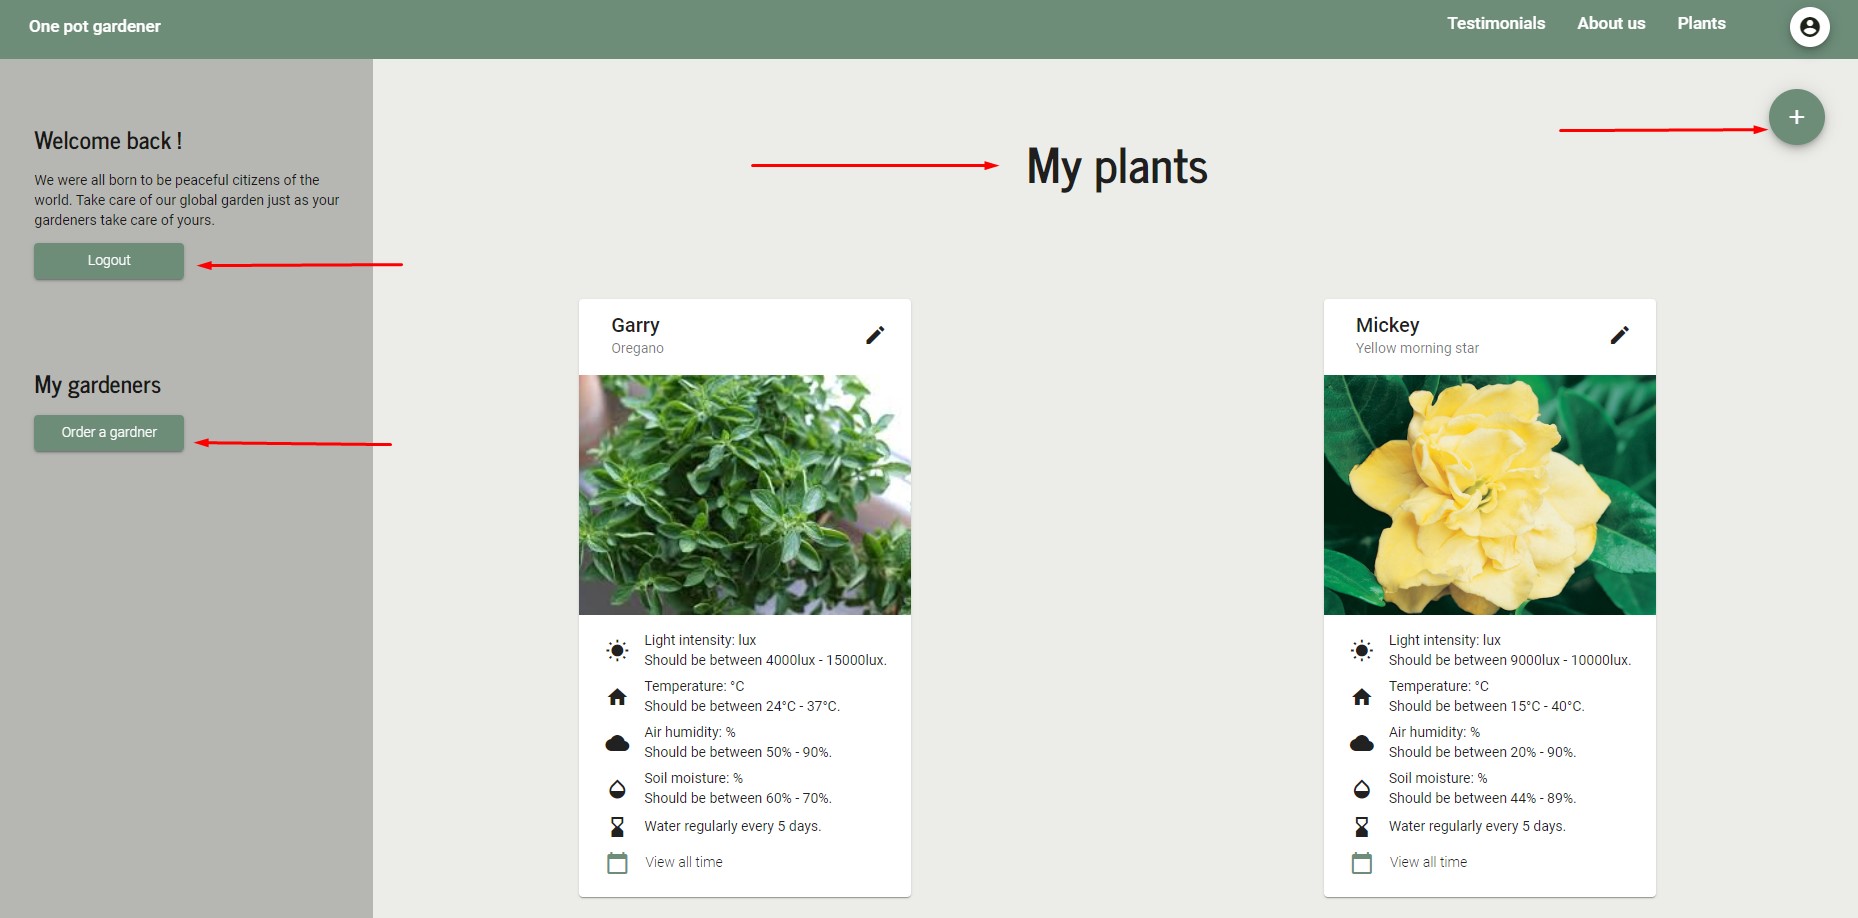 One pot gardener
Testimonials
About us
Plants
Welcome back !
We were all born to be peaceful citizens of the
world. Take care of our global garden just as your
gardeners take care of yours.
Logout
My gardeners
Order a gardner
+
My plants
Garry
Oregano
Light intensity: lux
Should be between 4000lux - 15000lux.
Temperature: °C
Should be between 24°C - 37°C.
Air humidity: %
Should be between 50% - 90%.
Soil moisture: %
Should be between 60% - 70%.
Water regularly every 5 days.
View all time
Mickey
Yellow morning star
Light intensity: lux
Should be between 9000lux - 10000lux.
Temperature: °C
Should be between 15°C - 40°C.
Air humidity: %
Should be between 20% - 90%.
Soil moisture: %
Should be between 44% - 89%.
Water regularly every 5 days.
View all time